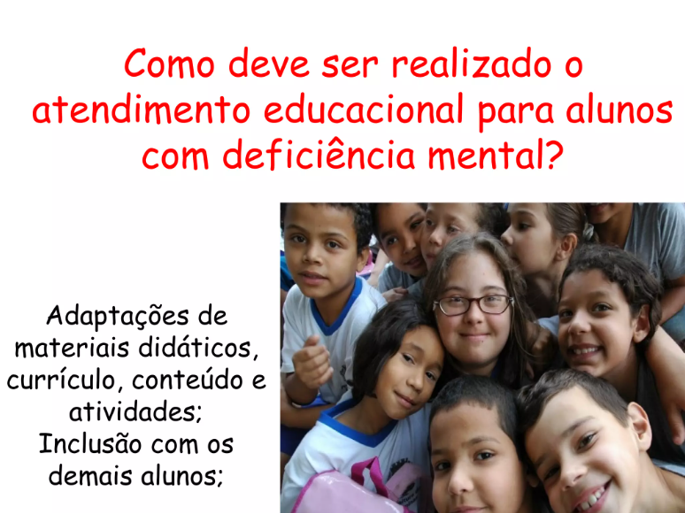 Como deve ser realizado o
atendimento educacional para alunos
com deficiência mental?
Adaptações de
materiais didáticos,
currículo, conteúdo e
atividades;
Inclusão com os
demais alunos;